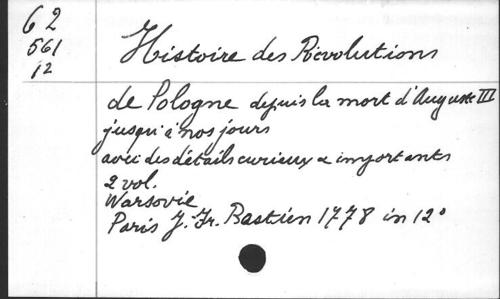 62
561
12
Histoire des Révolutions
de Pologne depuis la mort d'Auguste III
jusqu'à nos jours
avec des détails curieux & importants
2 vol.
Warsovie
Paris J. Fr. Bastien 1778 in 12°